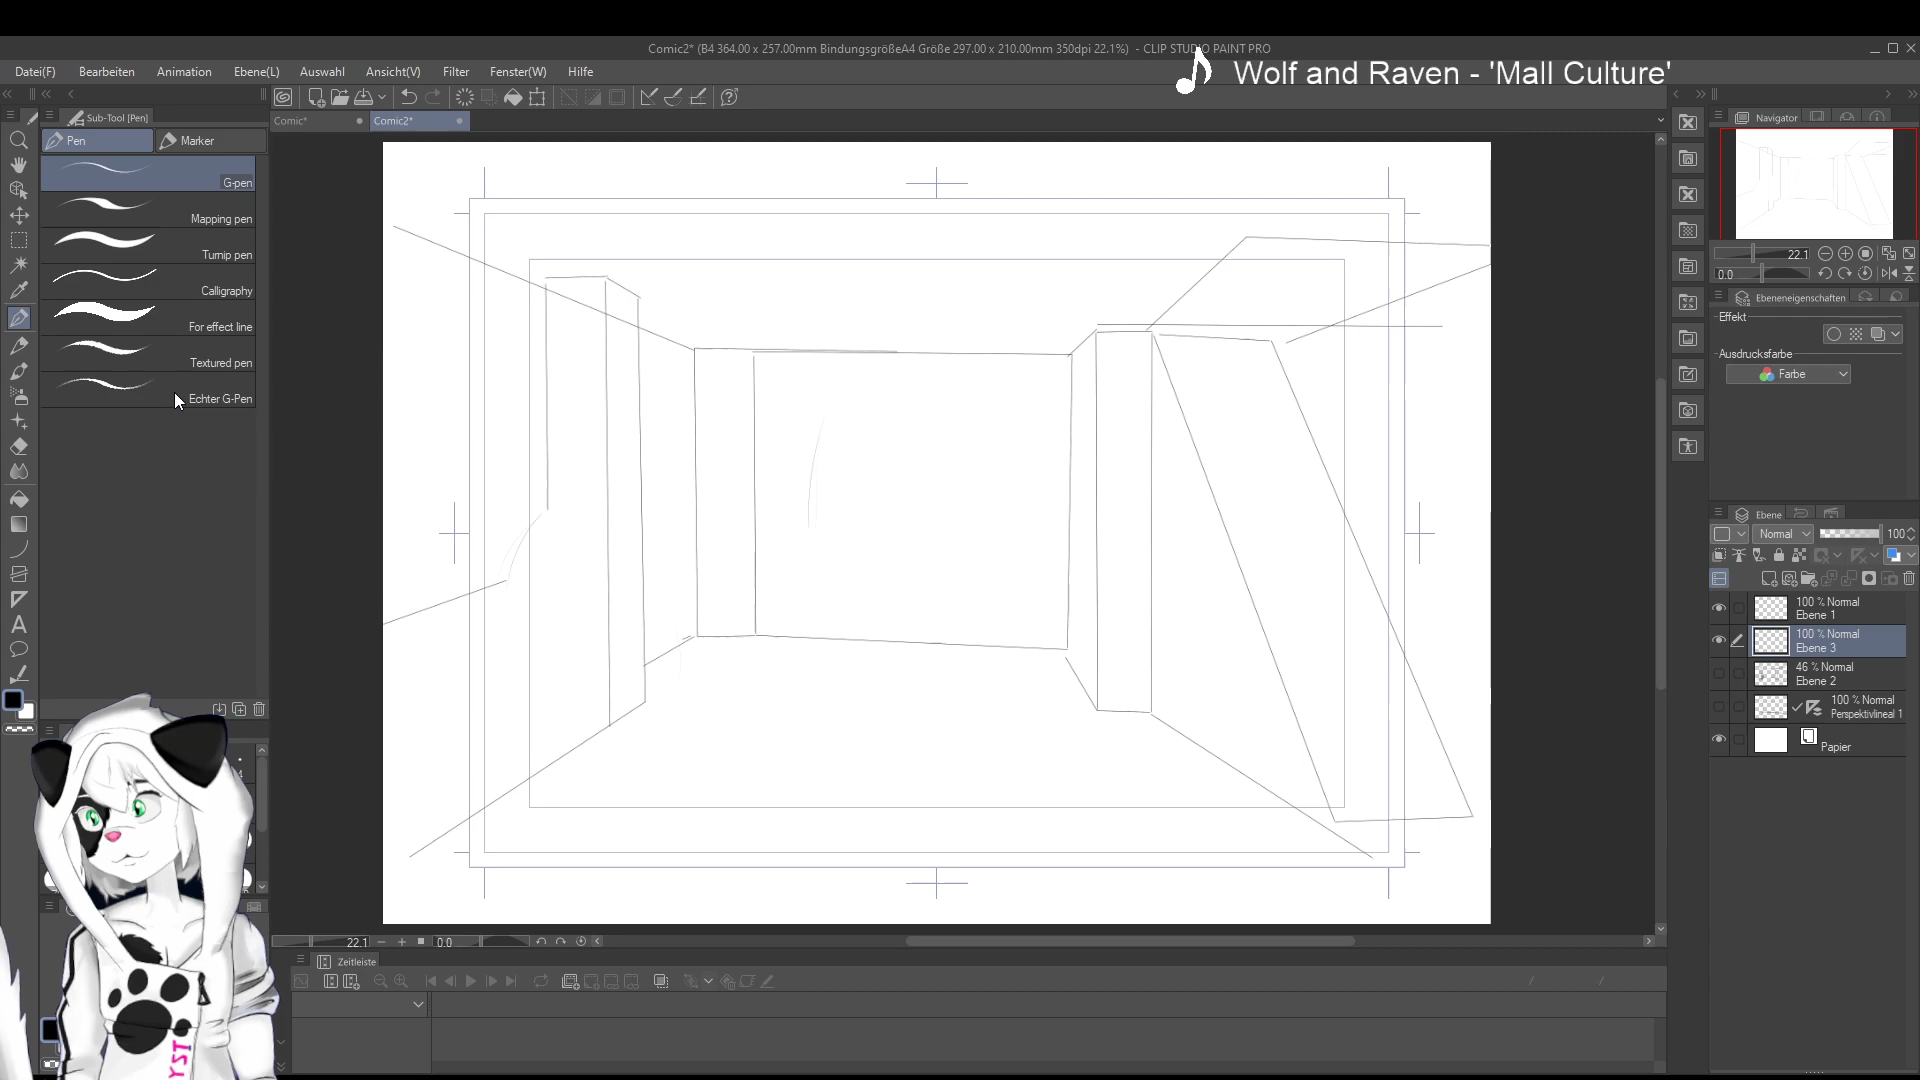 Comic2* (B4 364.00 x 257.00mm BindungsgrößeA4 Größe 297.00 x 210.00mm 350dpi 22.1%) - CLIP STUDIO PAINT PRO
Datei(F) Bearbeiten Animation Ebene(L) Auswahl Ansicht(V) Filter Fenster(W) Hilfe
Wolf and Raven - 'Mall Culture'
Sub-Tool [Pen]
Comic* Comic2*
Navigator
Pen Marker
G-pen
Mapping pen
Turnip pen
Calligraphy
For effect line
Textured pen
Echter G-Pen
22.1
0.0
Ebeneneigenschaften
Effekt
Ausdrucksfarbe
Farbe
Ebene
Normal 100
100 % Normal
Ebene 1
100 % Normal
Ebene 3
46 % Normal
Ebene 2
100 % Normal
Perspektivlineal 1
Papier
22.1 0.0
Zeitleiste
/ /
YST